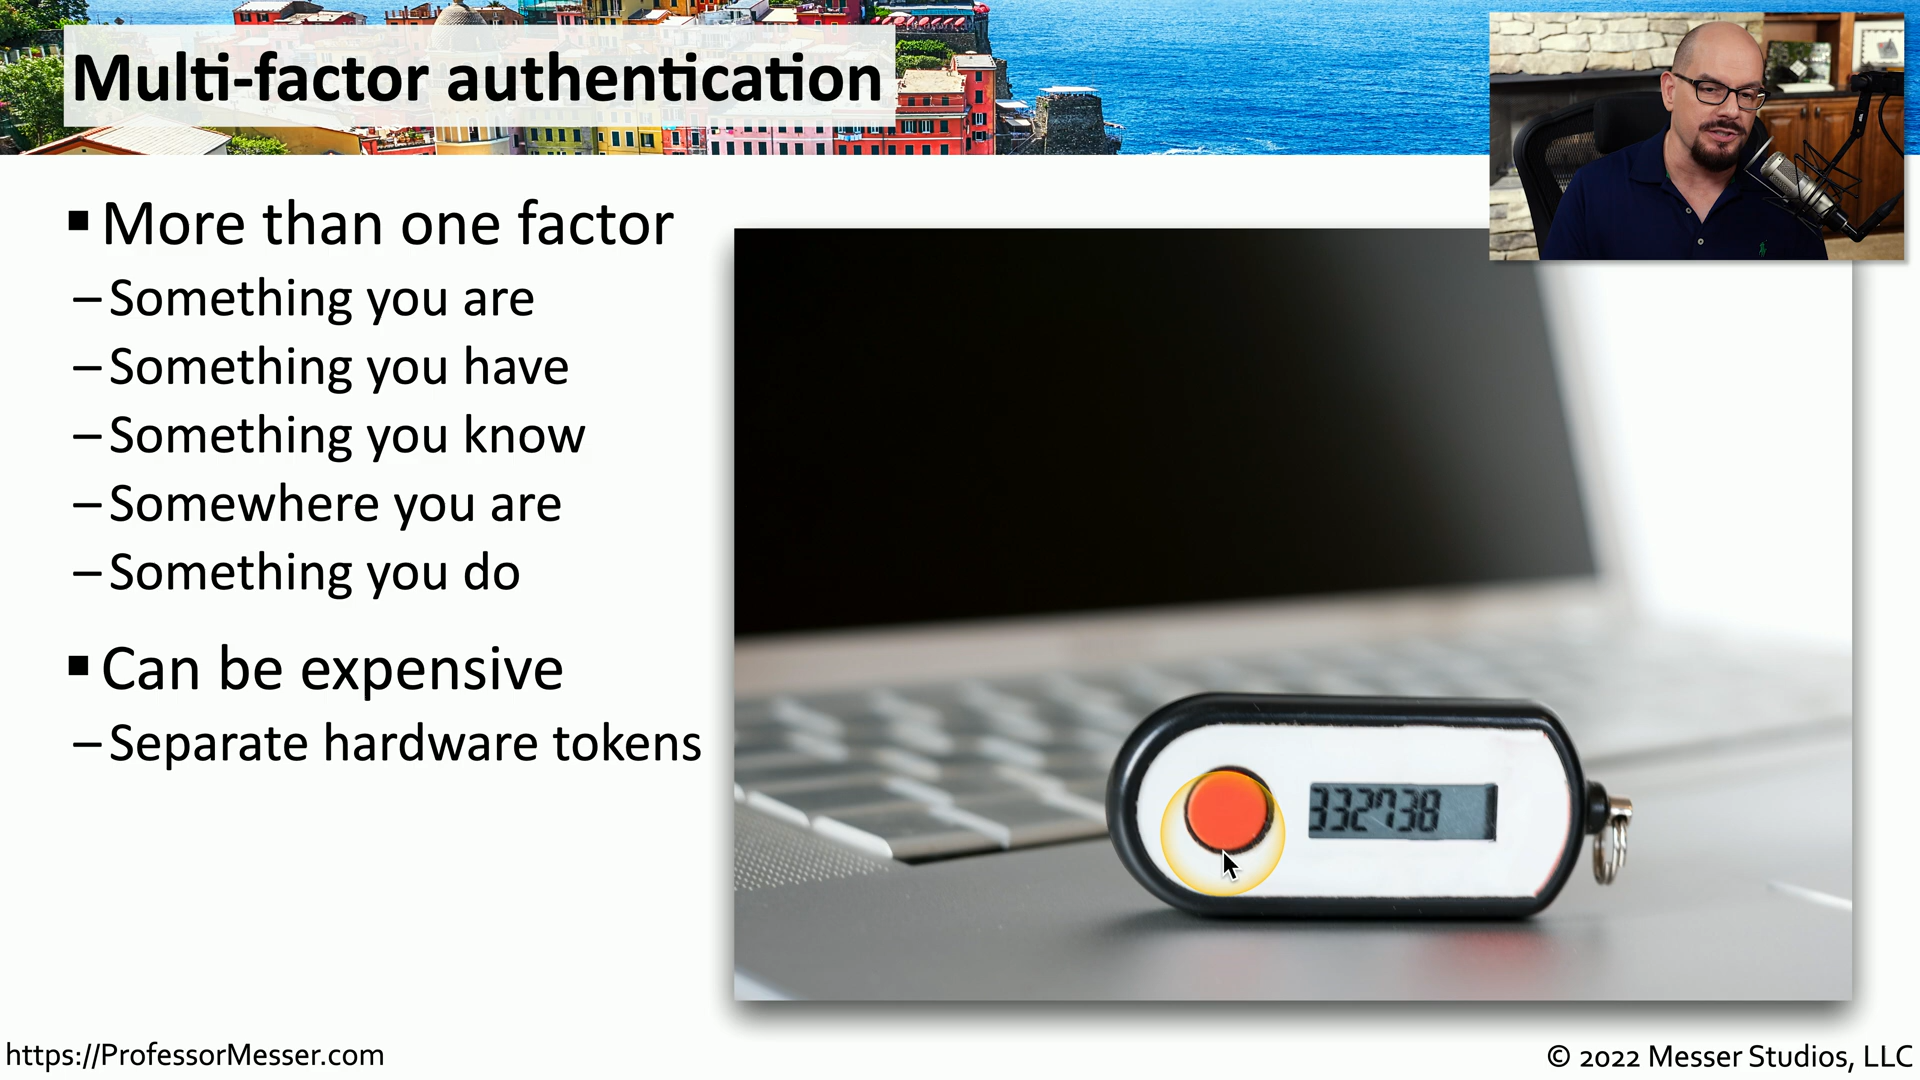 Multi-factor authentication
▪ More than one factor
– Something you are
– Something you have
– Something you know
– Somewhere you are
– Something you do
▪ Can be expensive
– Separate hardware tokens
332738
https://ProfessorMesser.com
© 2022 Messer Studios, LLC